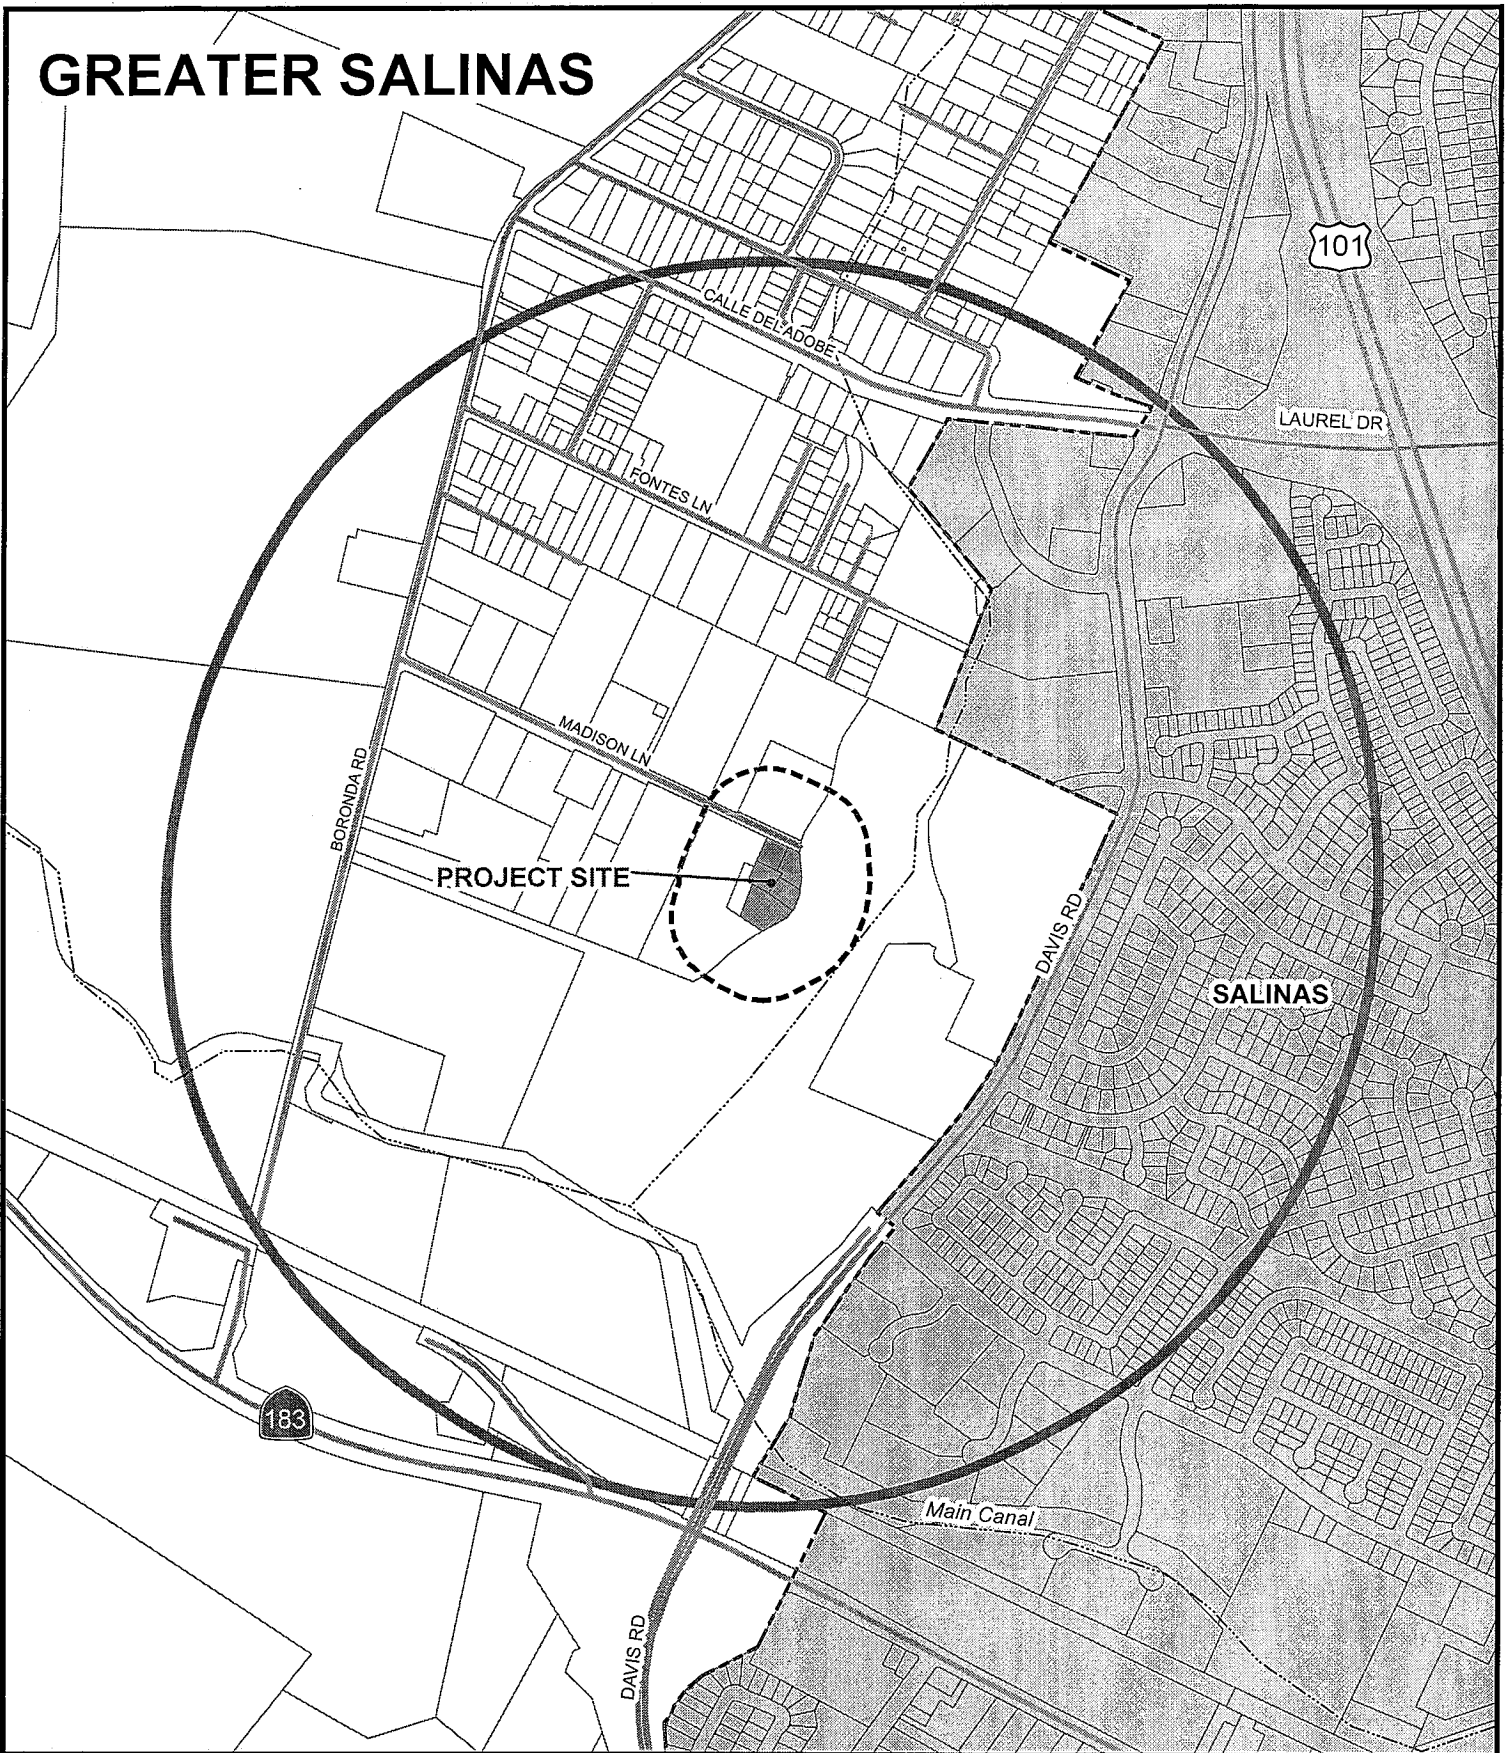 GREATER SALINAS
101
CALLE DEL ADOBE
LAUREL DR
FONTES LN
MADISON LN
BORONDA RD
PROJECT SITE
DAVIS RD
SALINAS
183
Main Canal
DAVIS RD